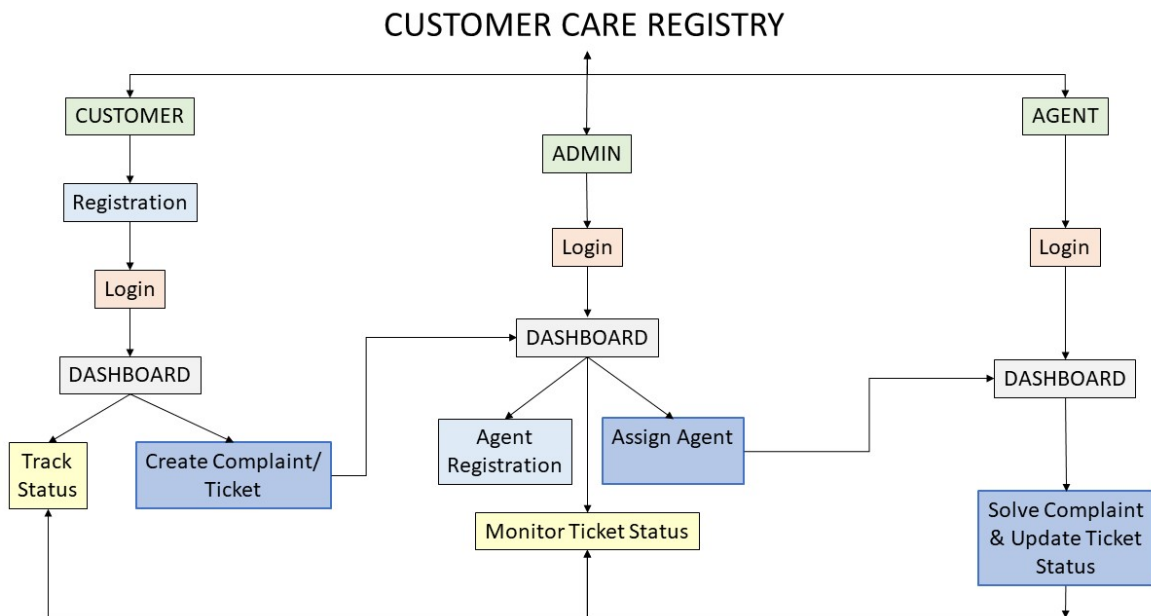 CUSTOMER CARE REGISTRY
CUSTOMER
ADMIN
AGENT
Registration
Login
Login
Login
DASHBOARD
DASHBOARD
DASHBOARD
Track
Status
Create Complaint/
Ticket
Agent
Registration
Assign Agent
Monitor Ticket Status
Solve Complaint
& Update Ticket
Status